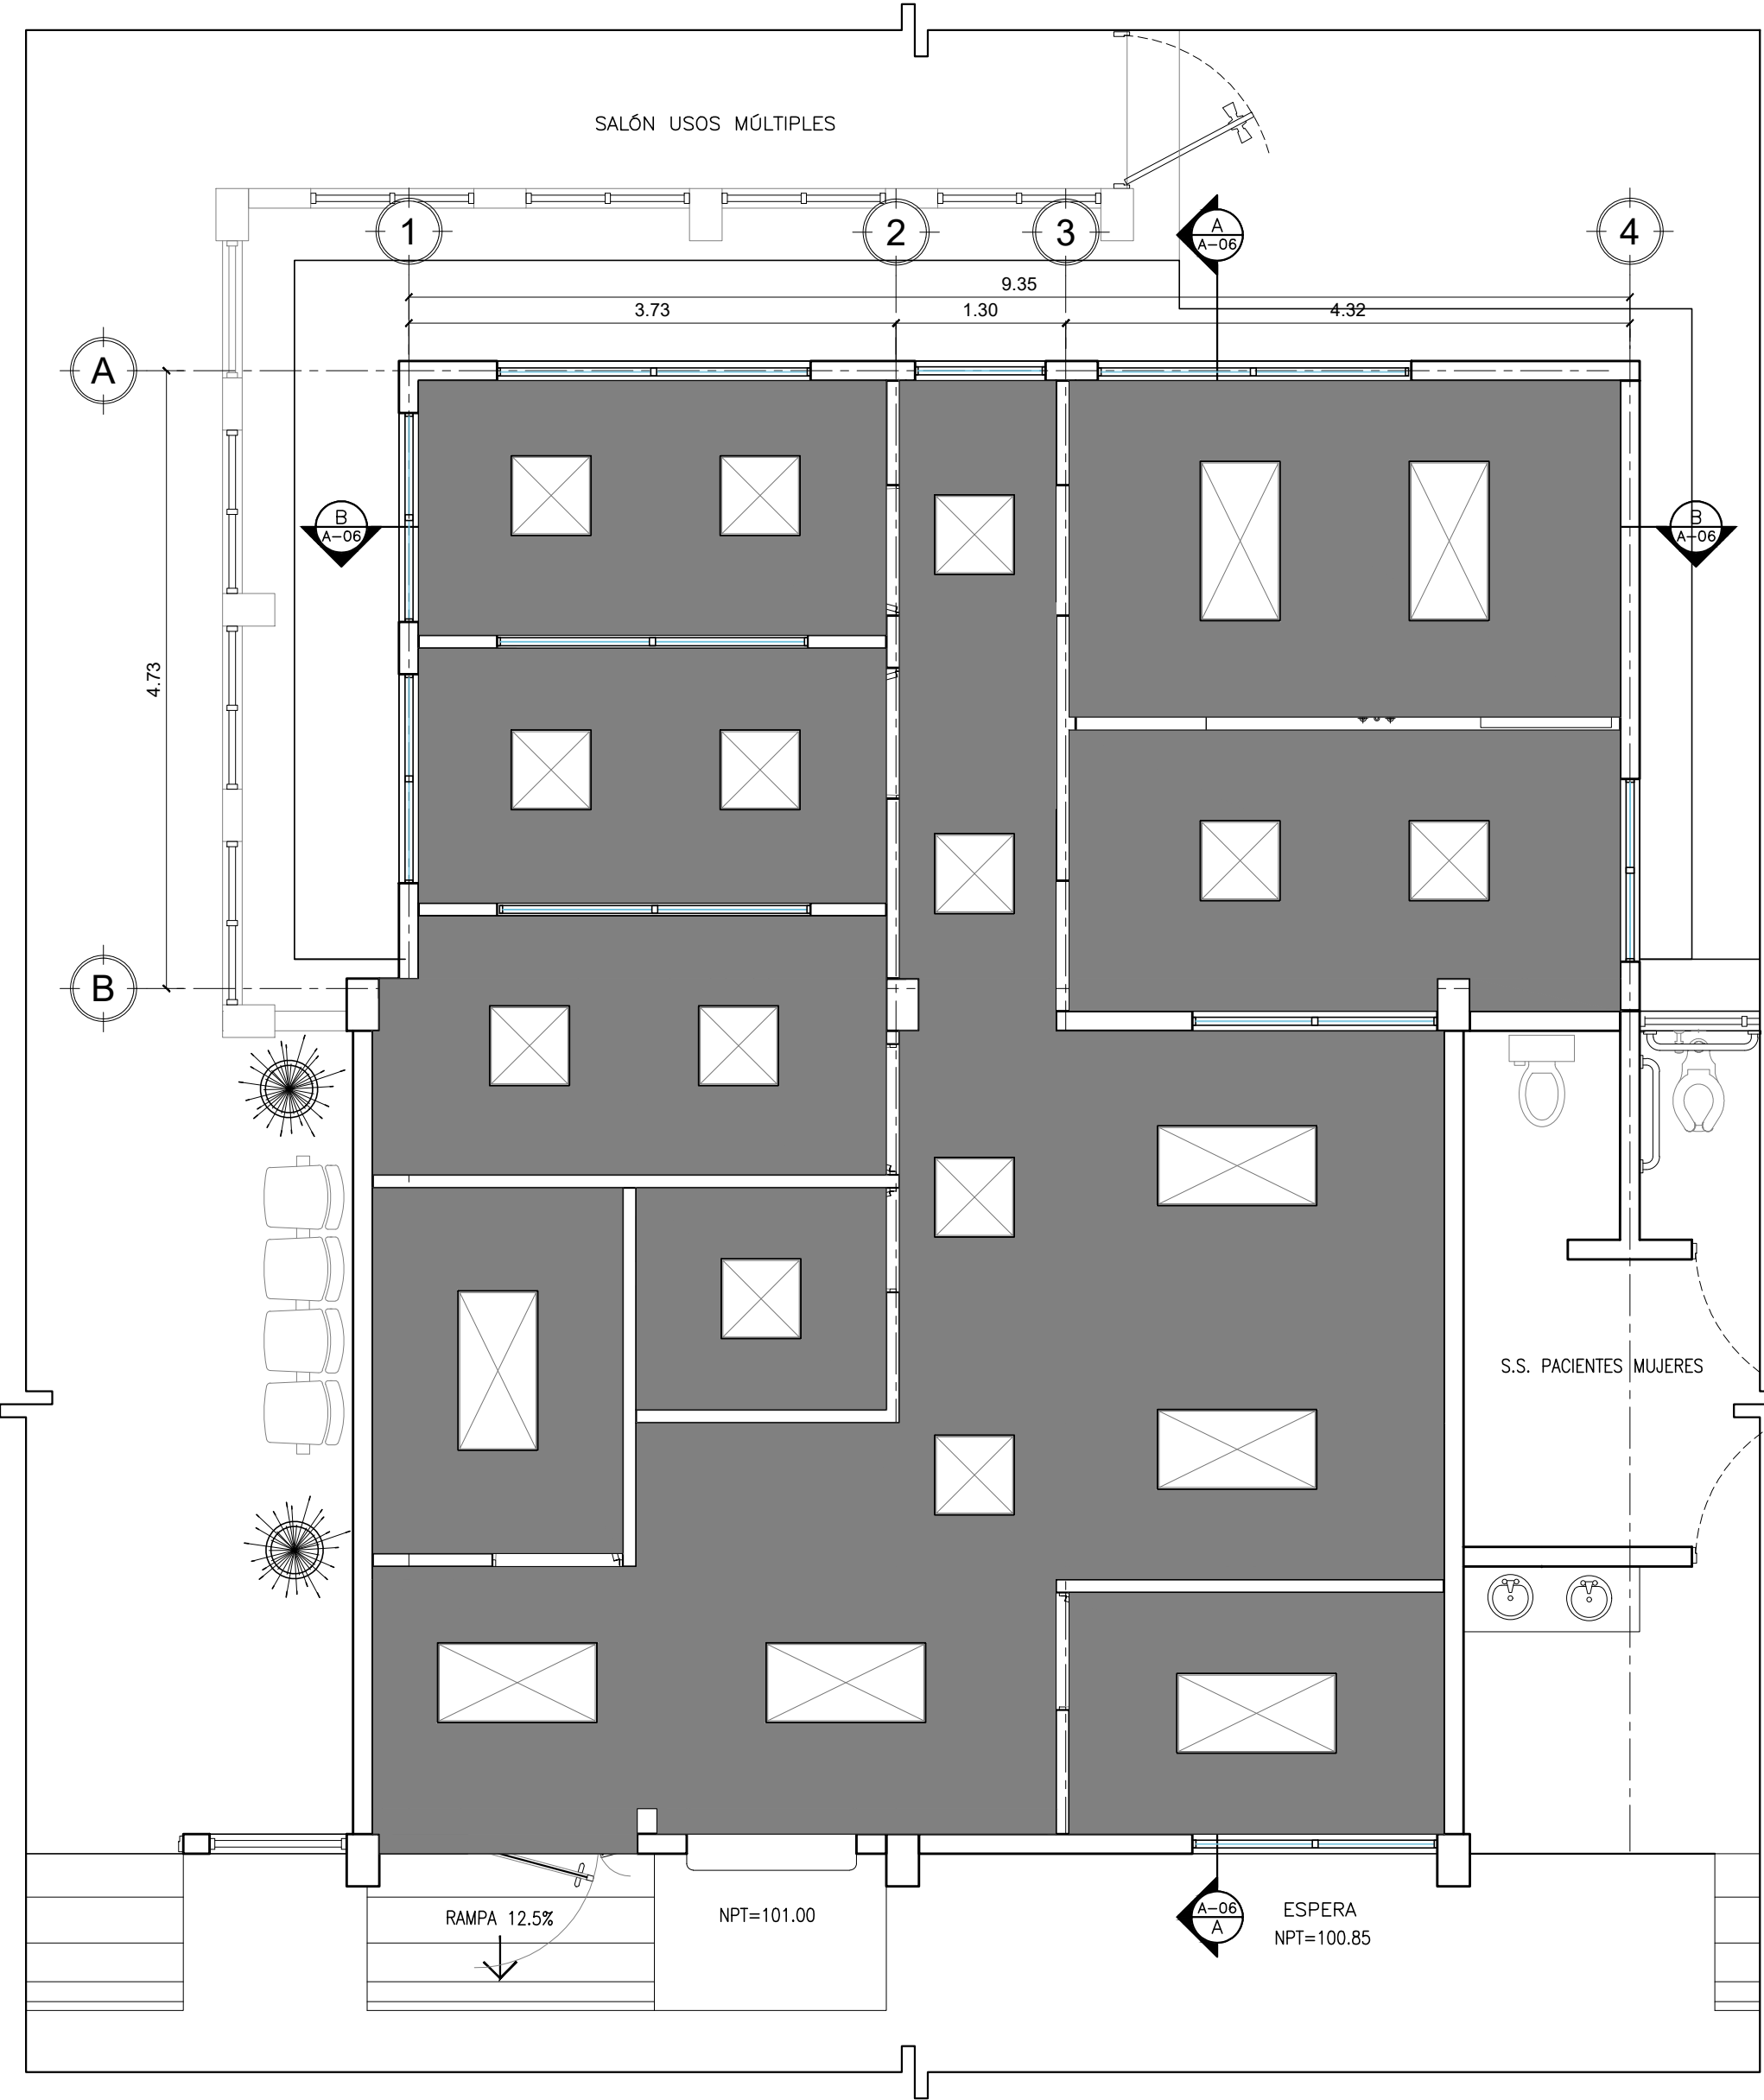 SALÓN USOS MÚLTIPLES
1
2
3
A
A-06
4
9.35
3.73
1.30
4.32
A
B
A-06
B
A-06
4.73
B
S.S. PACIENTES MUJERES
RAMPA 12.5%
NPT=101.00
A-06
A
ESPERA
NPT=100.85